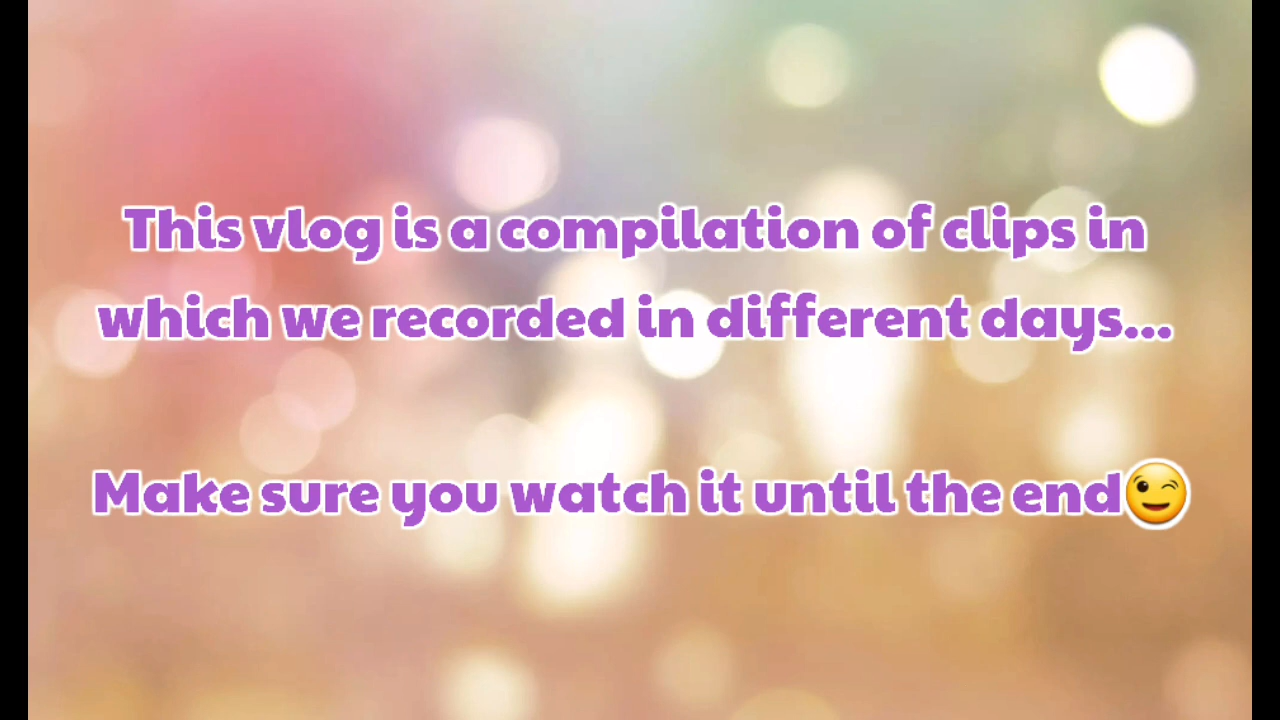 This vlog is a compilation of clips in
which we recorded in different days...
Make sure you watch it until the end😉